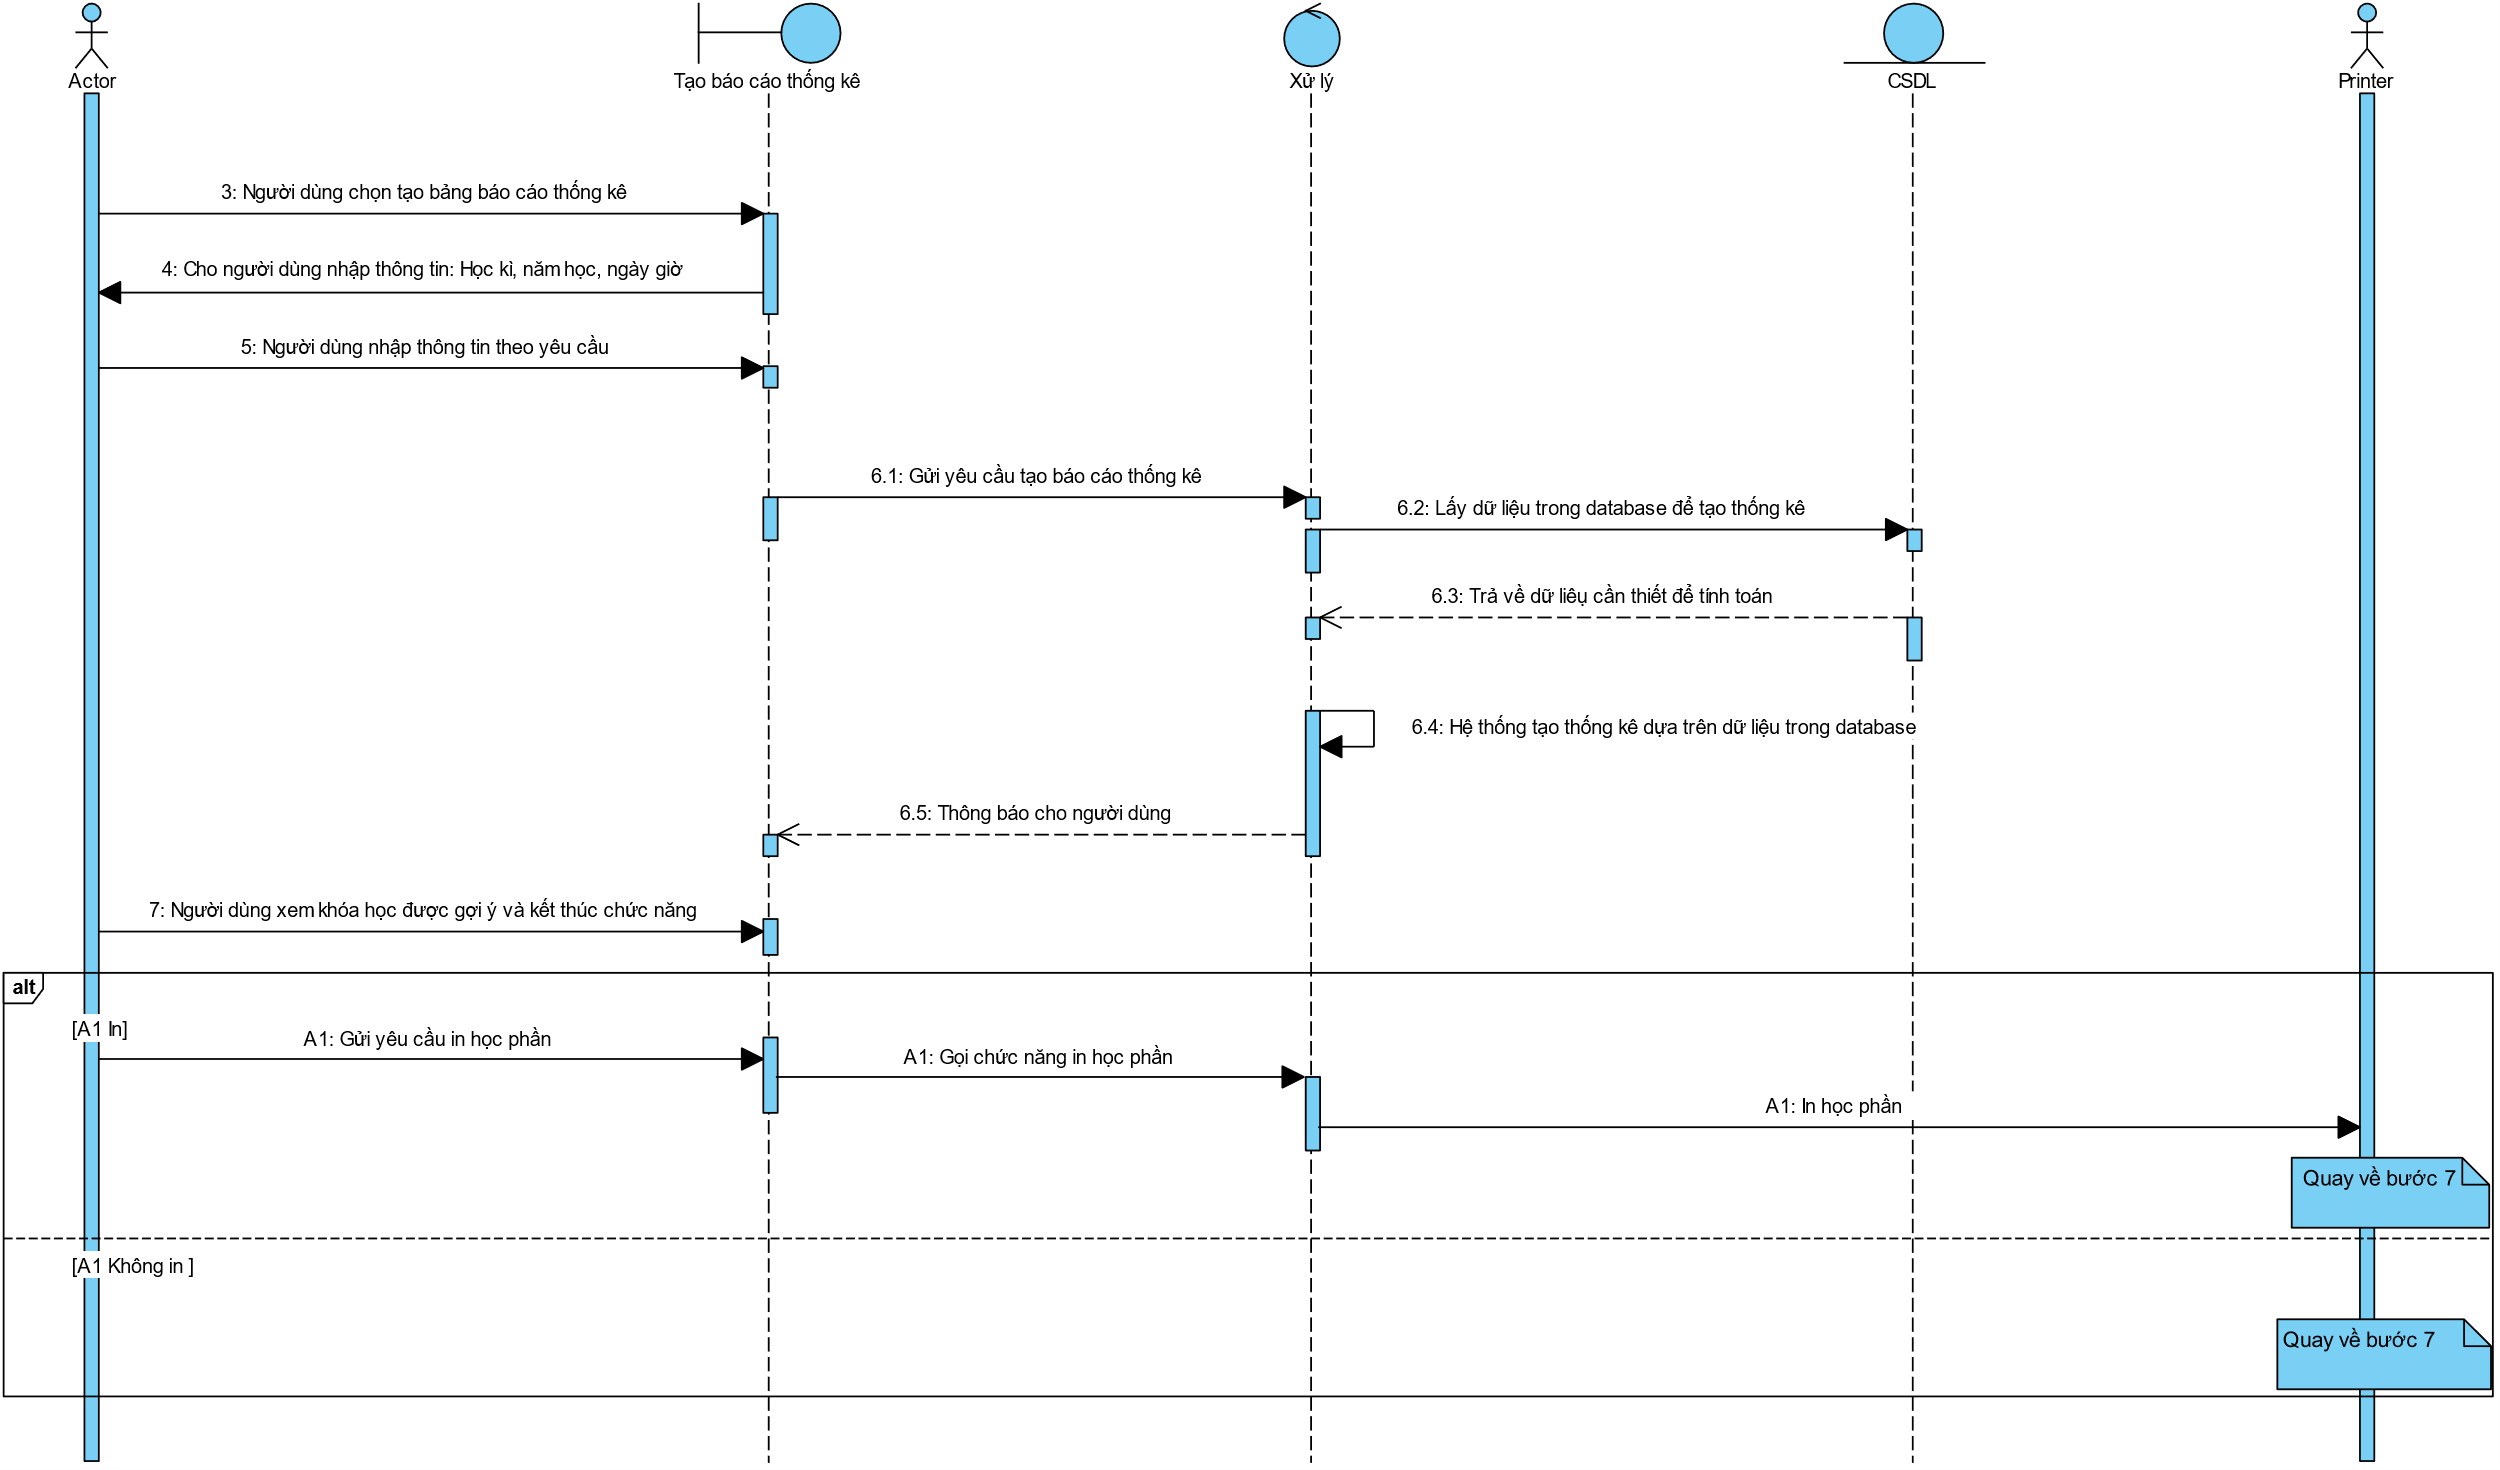 Actor
Tạo báo cáo thống kê
Xử lý
CSDL
Printer
3: Người dùng chọn tạo bảng báo cáo thống kê
4: Cho người dùng nhập thông tin: Học kì, năm học, ngày giờ
5: Người dùng nhập thông tin theo yêu cầu
6.1: Gửi yêu cầu tạo báo cáo thống kê
6.2: Lấy dữ liệu trong database để tạo thống kê
6.3: Trả về dữ liêụ cần thiết để tính toán
6.4: Hệ thống tạo thống kê dựa trên dữ liệu trong database
6.5: Thông báo cho người dùng
7: Người dùng xem khóa học được gợi ý và kết thúc chức năng
alt
[A1 In]
A1: Gửi yêu cầu in học phần
A1: Gọi chức năng in học phần
A1: In học phần
Quay về bước 7
[A1 Không in ]
Quay về bước 7